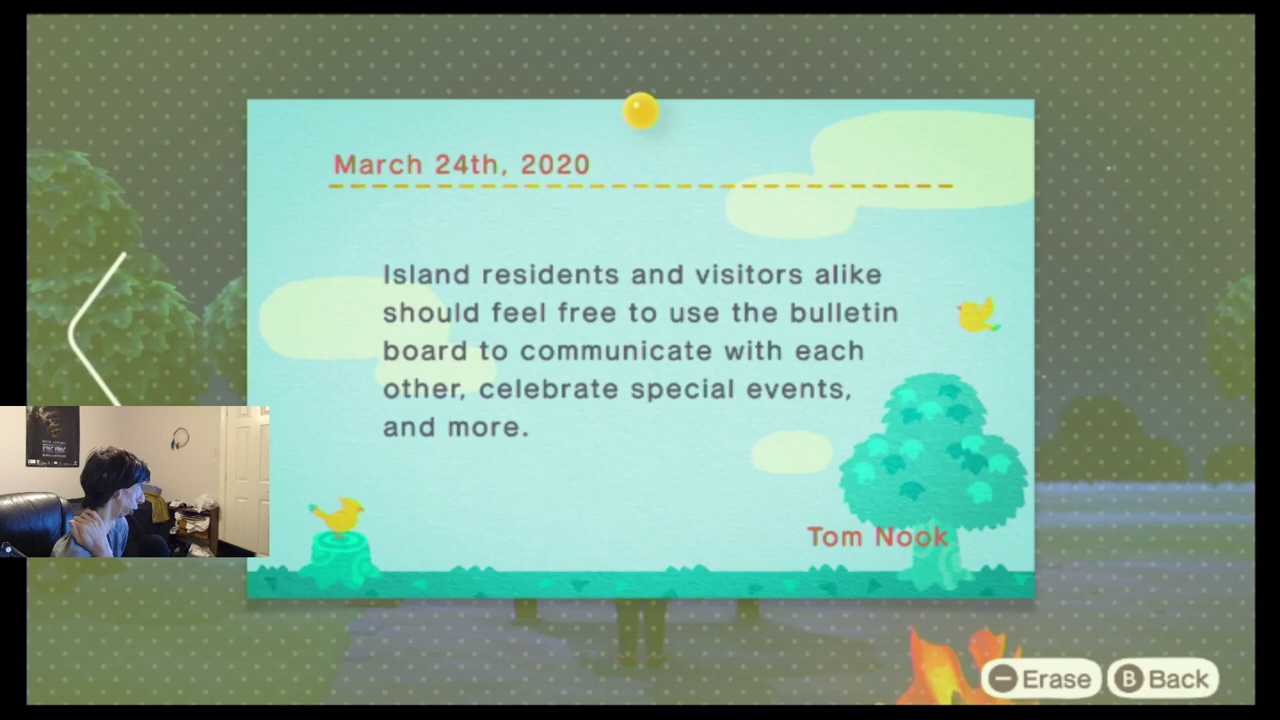 March 24th, 2020
Island residents and visitors alike
should feel free to use the bulletin
board to communicate with each
other, celebrate special events,
and more.
Tom Nook
Erase
B Back